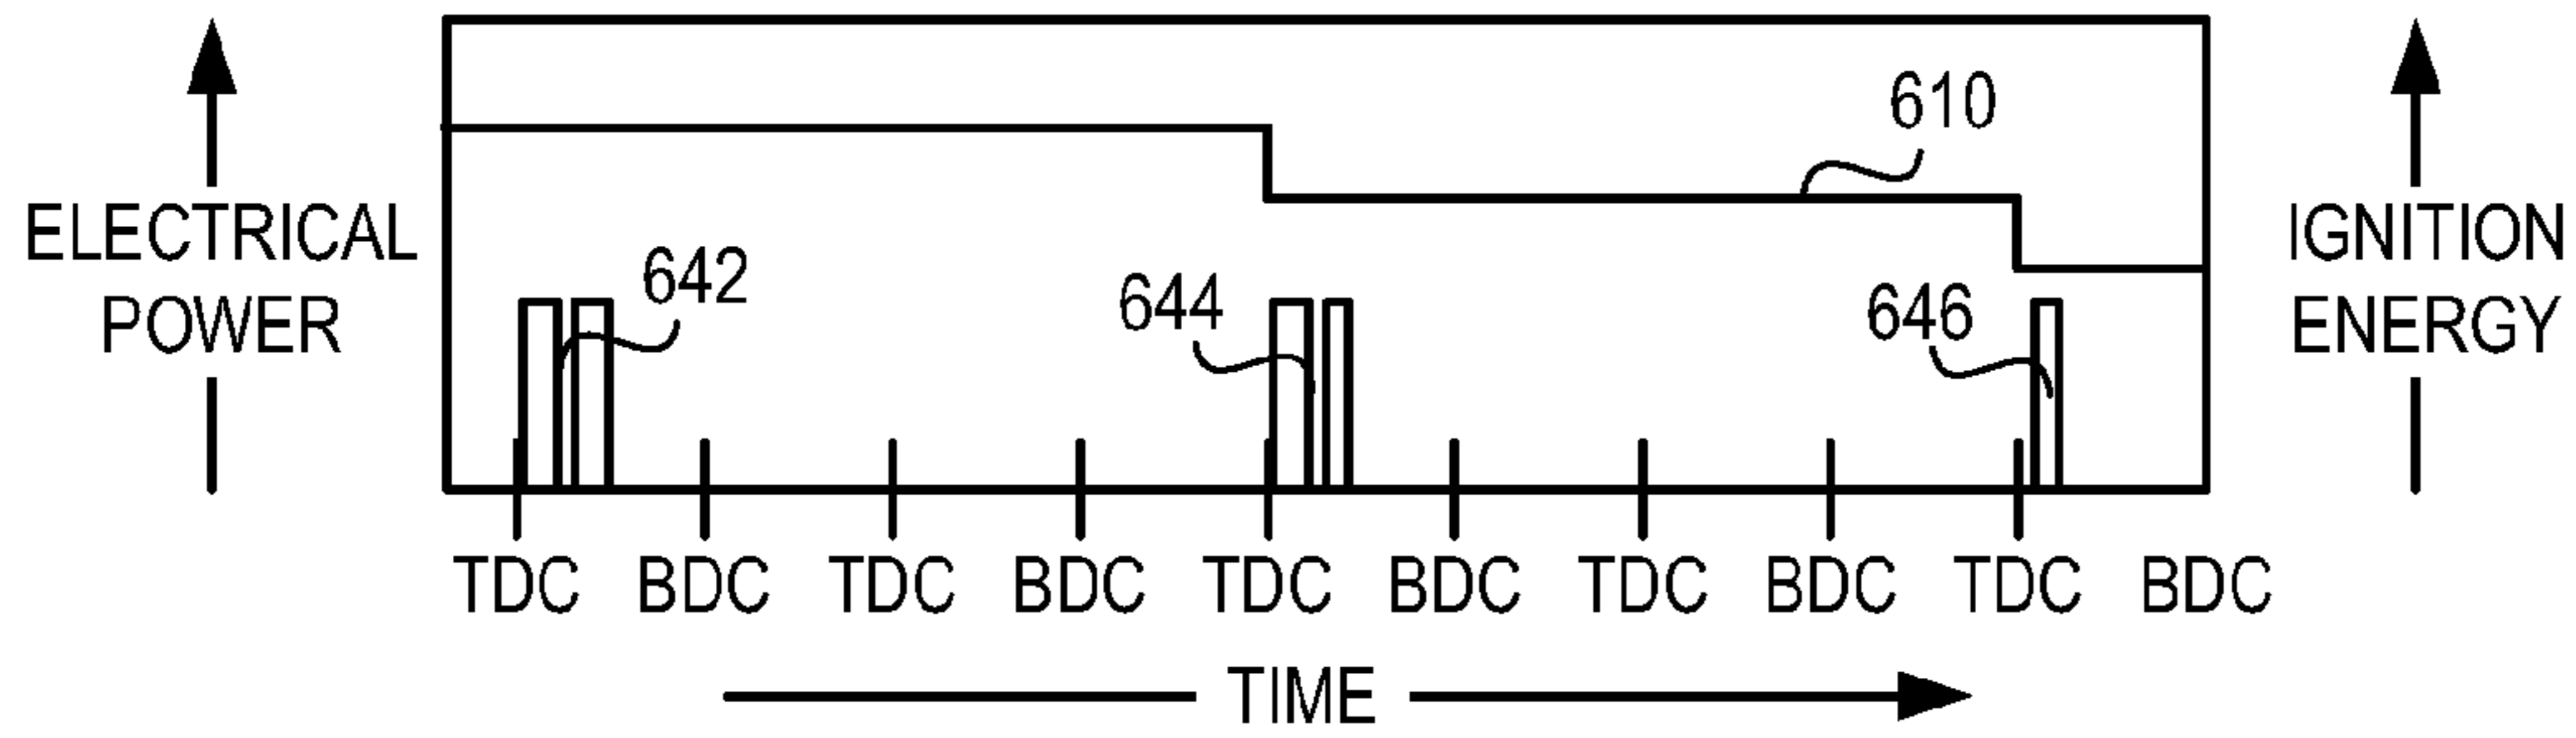 610
ELECTRICAL
POWER
IGNITION
ENERGY
642
644
646
TDC BDC TDC BDC TDC BDC TDC BDC TDC BDC
TIME